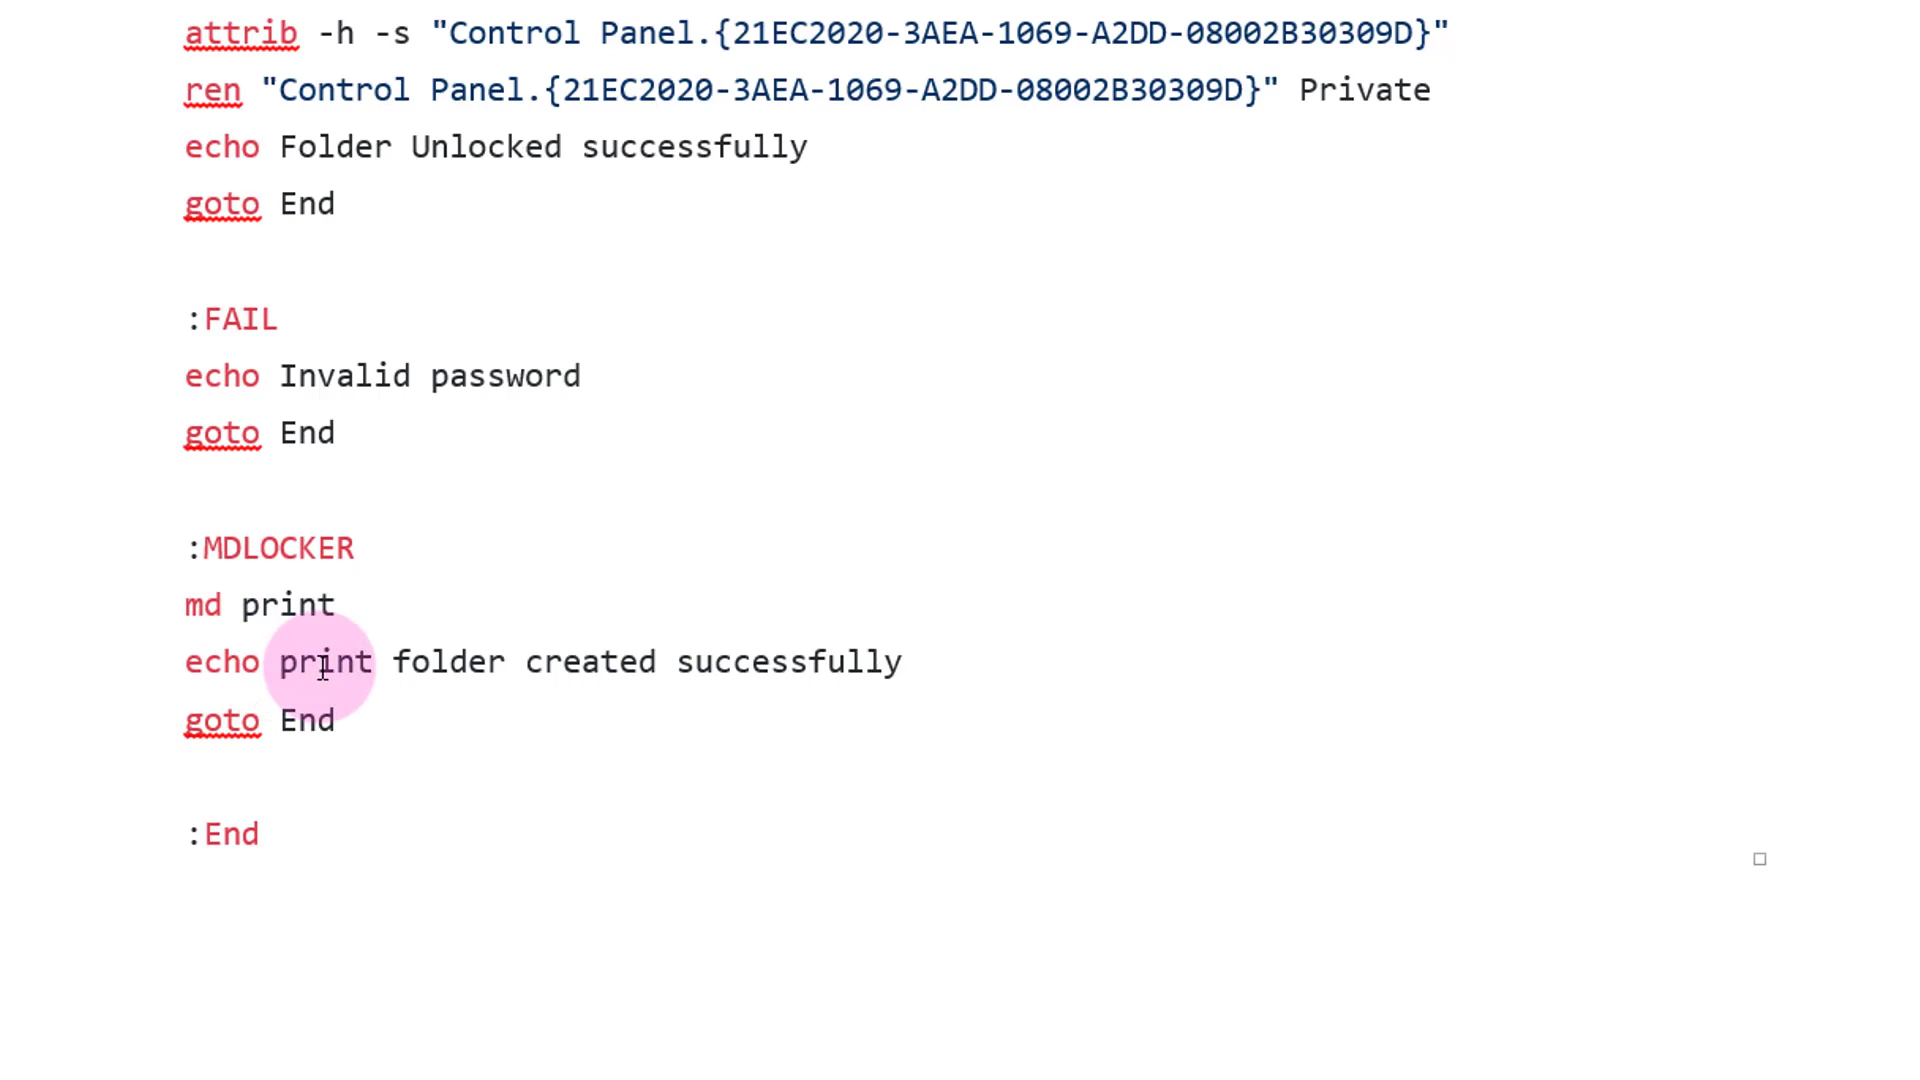 attrib -h -s "Control Panel.{21EC2020-3AEA-1069-A2DD-08002B30309D}"
ren "Control Panel.{21EC2020-3AEA-1069-A2DD-08002B30309D}" Private
echo Folder Unlocked successfully
goto End
:FAIL
echo Invalid password
goto End
:MDLOCKER
md print
echo print folder created successfully
goto End
:End